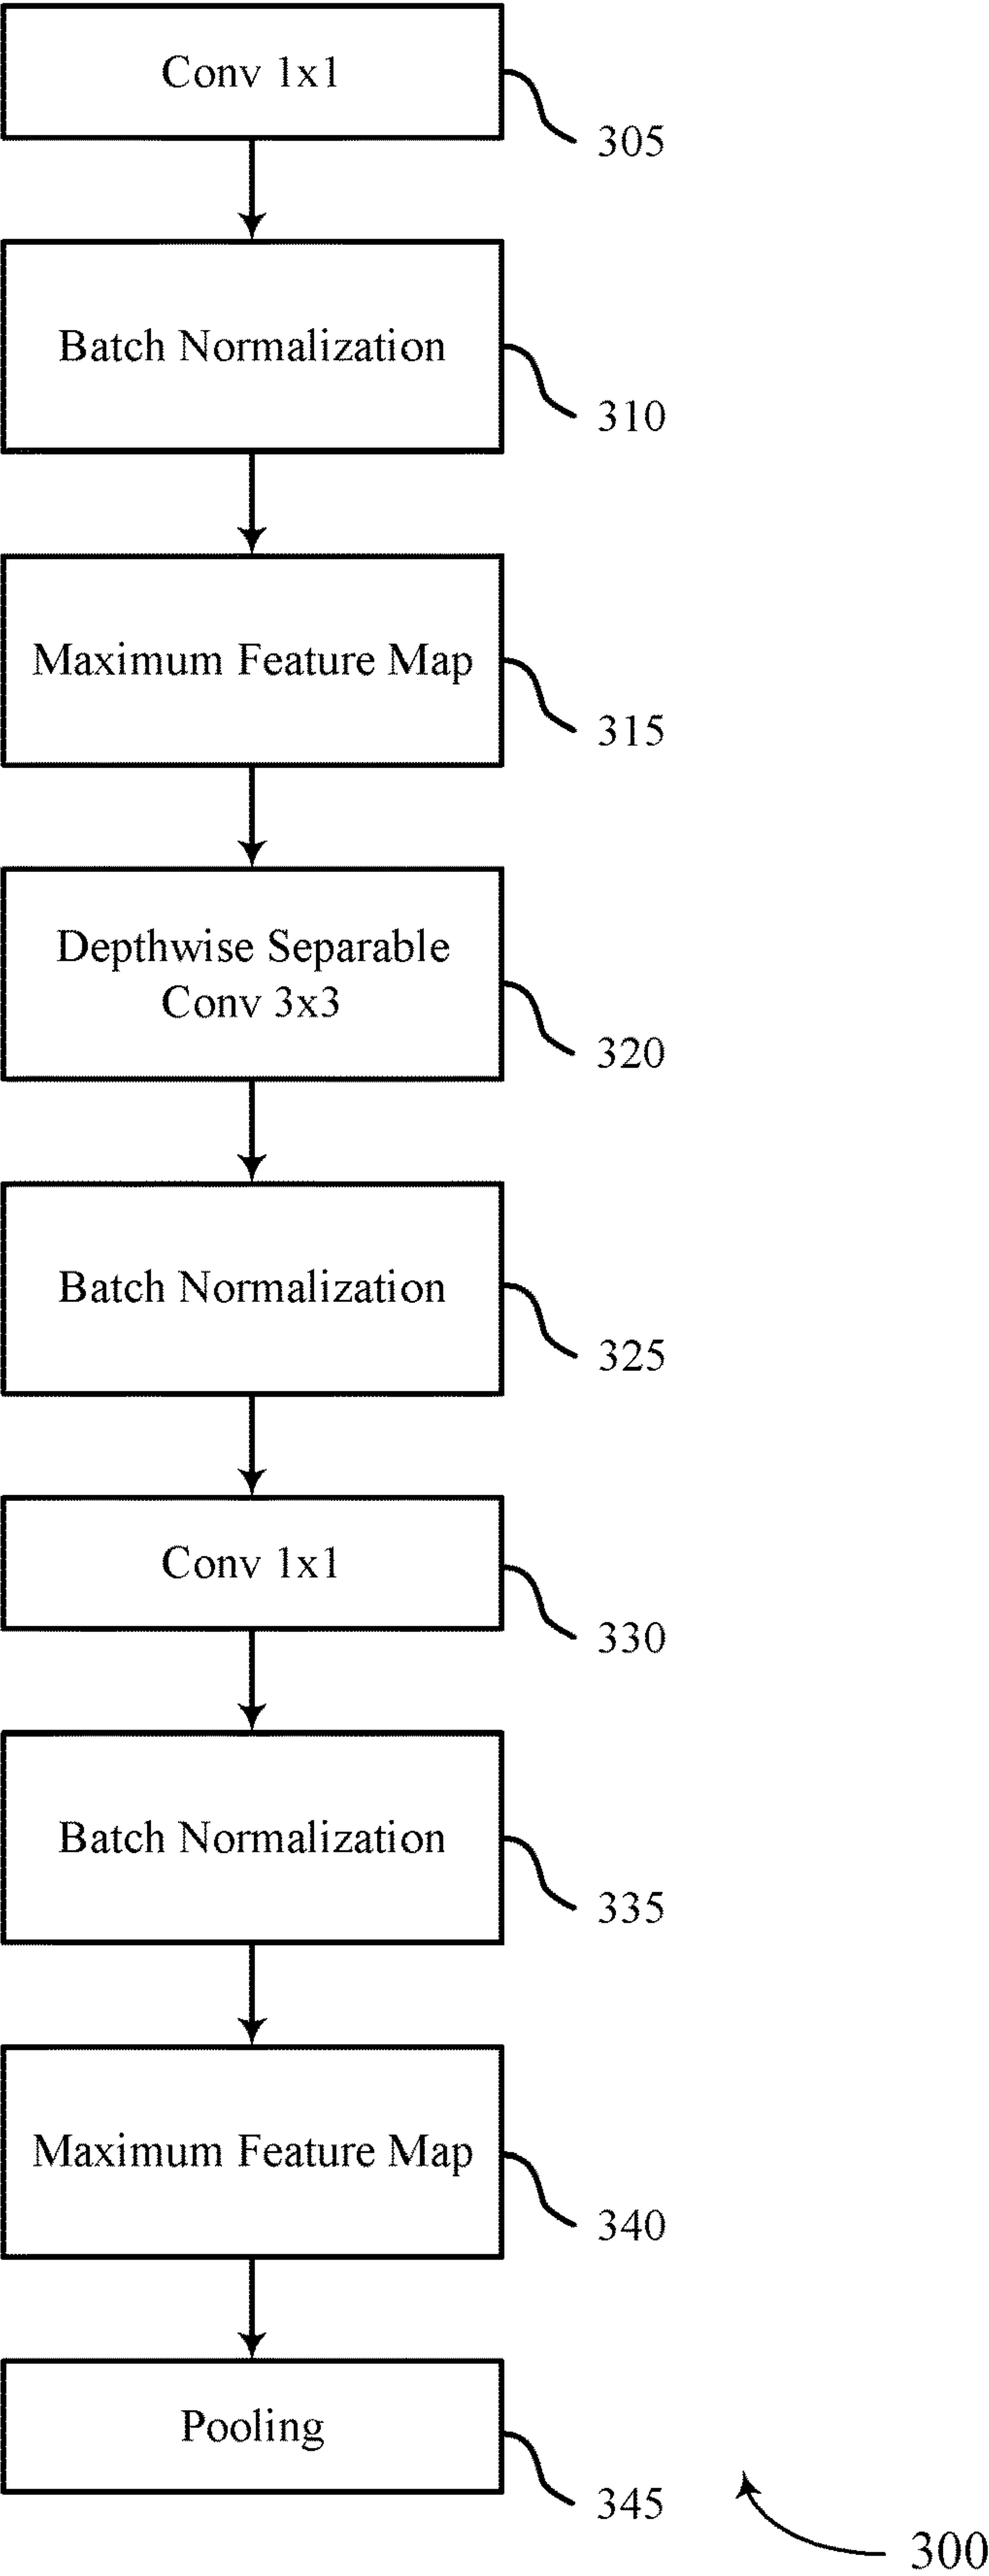 Conv 1x1
305
Batch Normalization
310
Maximum Feature Map
315
Depthwise Separable
Conv 3x3
320
Batch Normalization
325
Conv 1x1
330
Batch Normalization
335
Maximum Feature Map
340
Pooling
345
300